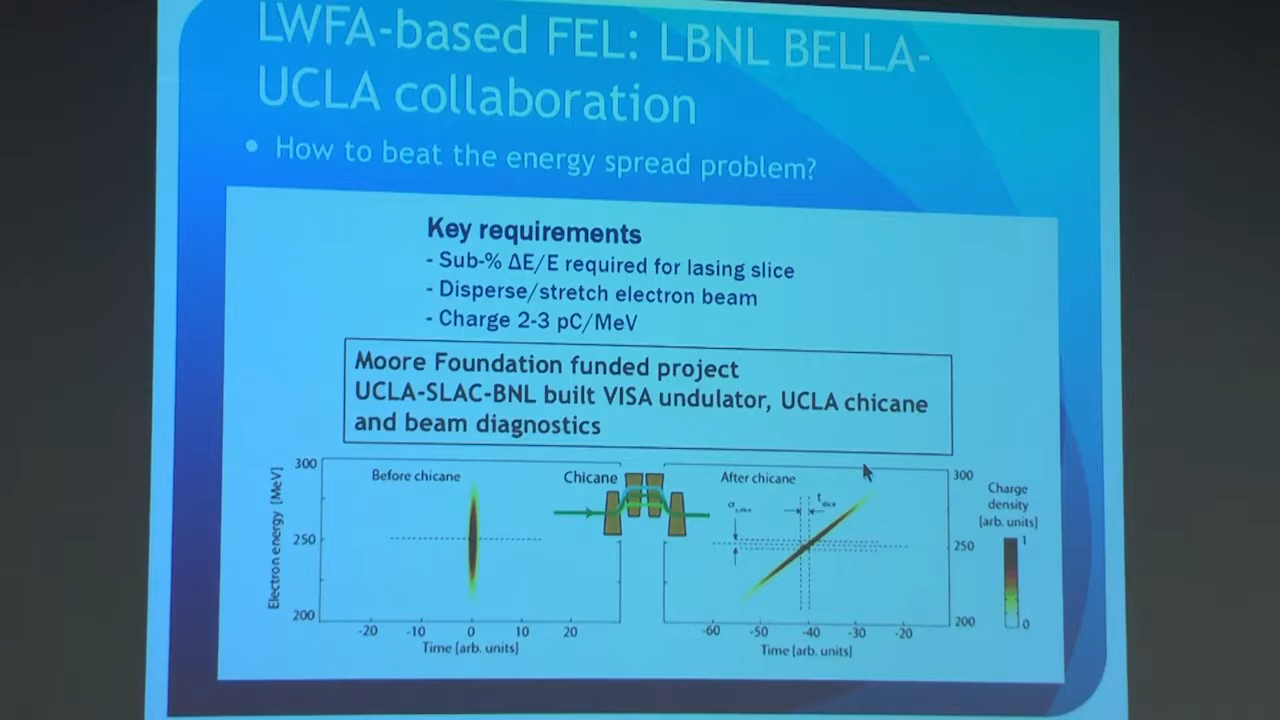 LWFA-based FEL: LBNL BELLA-
UCLA collaboration
• How to beat the energy spread problem?
Key requirements
- Sub-% ΔE/E required for lasing slice
- Disperse/stretch electron beam
- Charge 2-3 pC/MeV
Moore Foundation funded project
UCLA-SLAC-BNL built VISA undulator, UCLA chicane
and beam diagnostics
Electron energy [MeV]
300
250
200
Before chicane
-20 -10 0 10 20
Time [arb. units]
Chicane
After chicane
-60 -50 -40 -30 -20
Time [arb. units]
300
250
200
Charge
density
[arb. units]
1
0